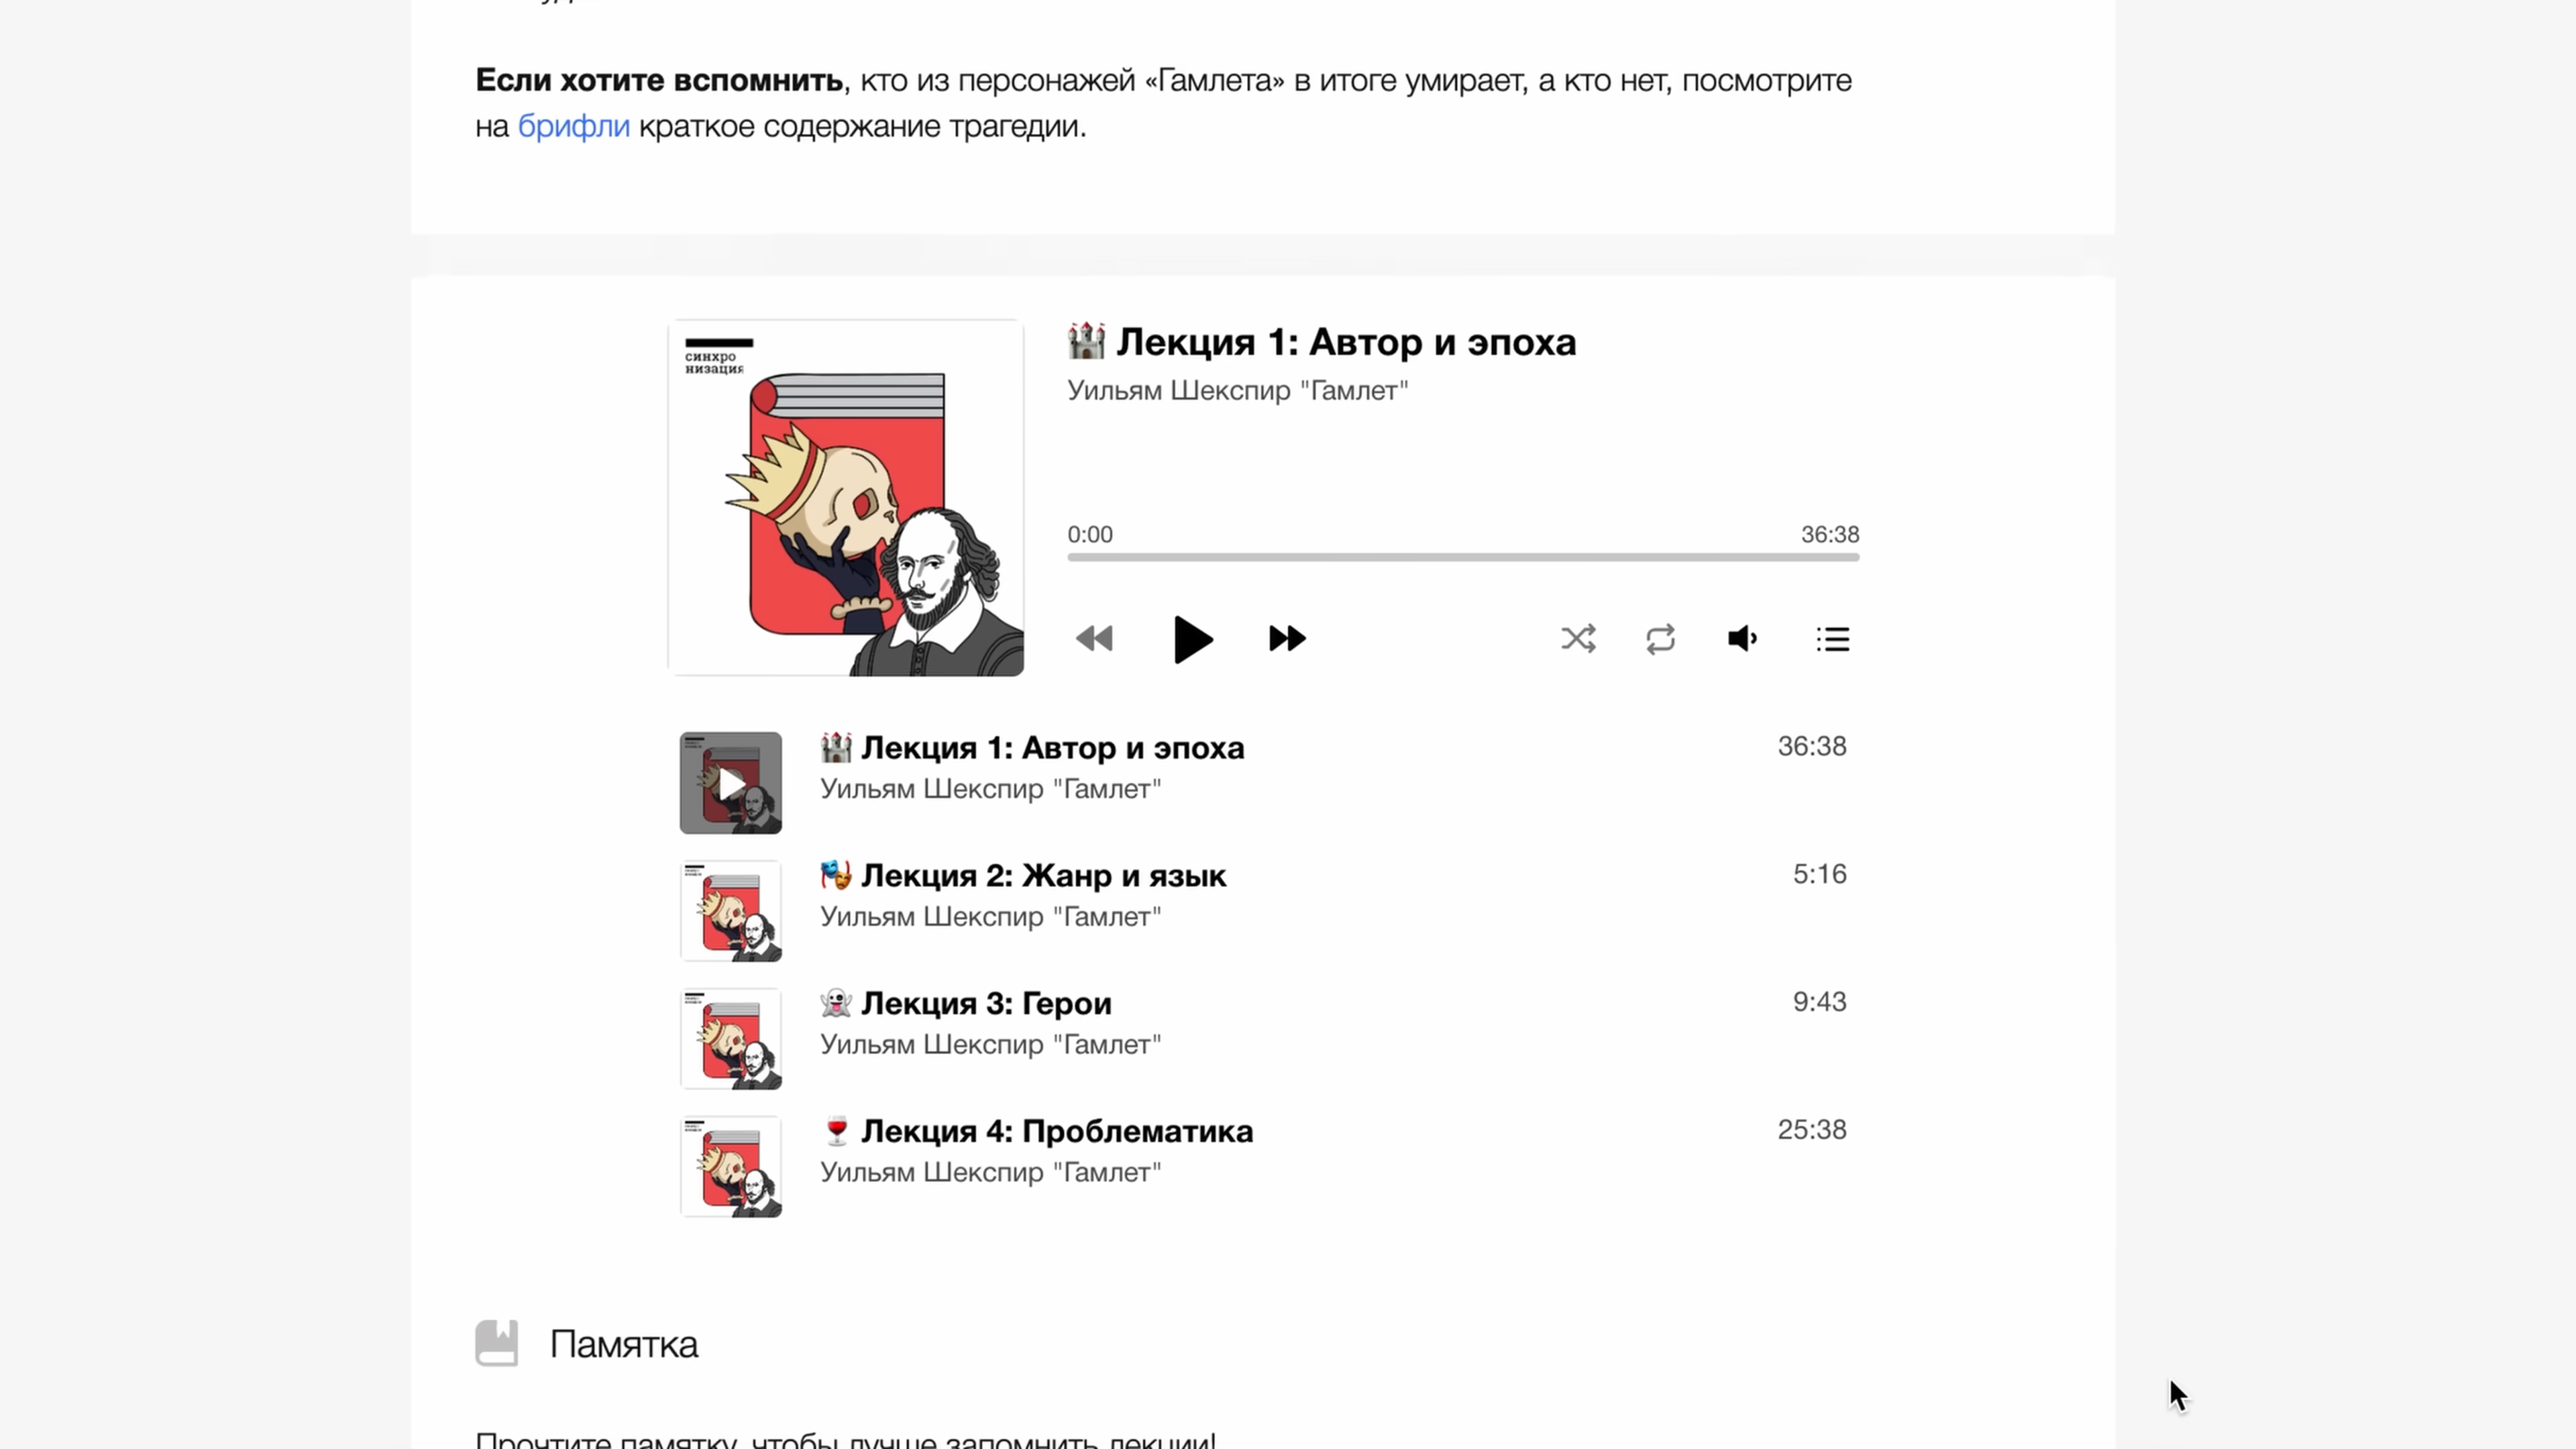 Если хотите вспомнить, кто из персонажей «Гамлета» в итоге умирает, а кто нет, посмотрите
на брифли краткое содержание трагедии.
синхро
низация
Лекция 1: Автор и эпоха
Уильям Шекспир "Гамлет"
0:00
36:38
Лекция 1: Автор и эпоха
36:38
Уильям Шекспир "Гамлет"
Лекция 2: Жанр и язык
5:16
Уильям Шекспир "Гамлет"
Лекция 3: Герои
9:43
Уильям Шекспир "Гамлет"
Лекция 4: Проблематика
25:38
Уильям Шекспир "Гамлет"
Памятка
Прочтите памятку, чтобы лучше запомнить лекции!